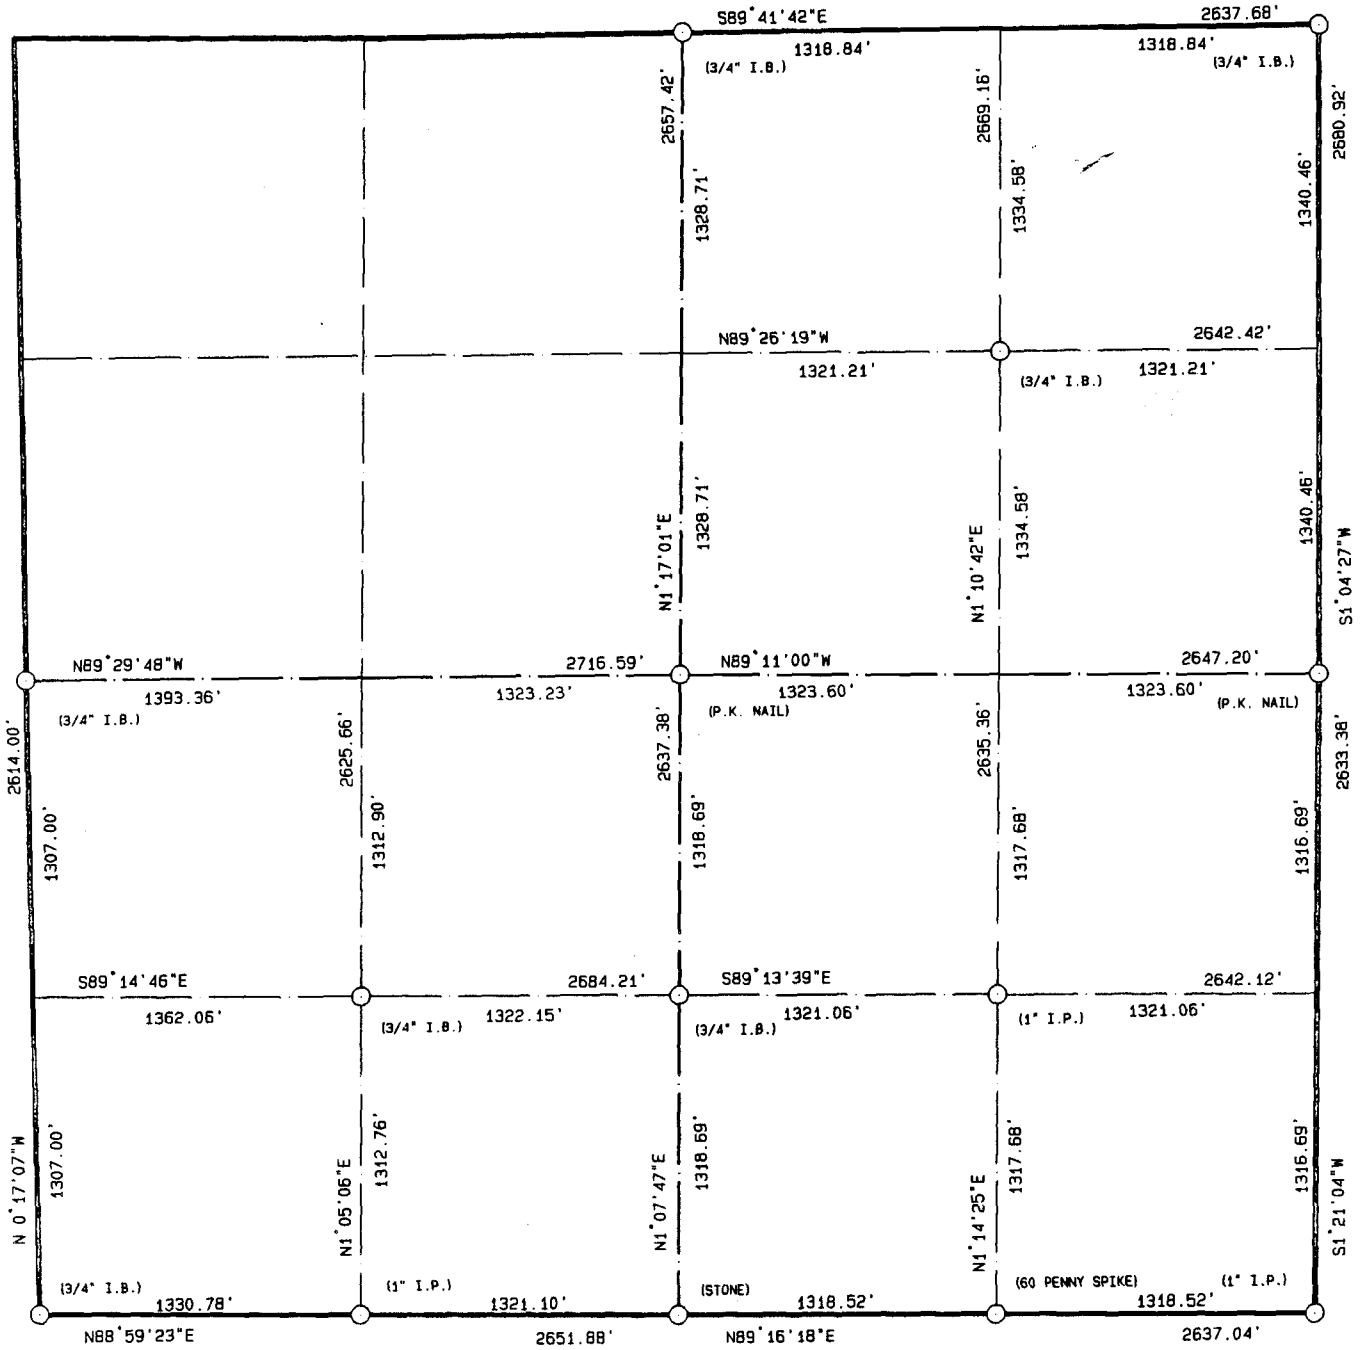 S89°41'42"E
2637.68'
1318.84'
1318.84'
(3/4" I.B.)
(3/4" I.B.)
2657.42'
2669.16'
2680.92'
1328.71'
1334.58'
1340.46'
N89°26'19"W
2642.42'
1321.21'
(3/4" I.B.)
1321.21'
1328.71'
1334.58'
1340.46'
N1°17'01"E
N1°10'42"E
S1°04'27"W
N89°29'48"W
2716.59'
N89°11'00"W
2647.20'
1393.36'
1323.23'
1323.60'
1323.60'
(3/4" I.B.)
(P.K. NAIL)
(P.K. NAIL)
2614.00'
2625.66'
2637.38'
2635.36'
2633.38'
1307.00'
1312.90'
1318.69'
1317.68'
1316.69'
S89°14'46"E
2684.21'
S89°13'39"E
2642.12'
1362.06'
(3/4" I.B.)
1322.15'
(3/4" I.B.)
1321.06'
(1" I.P.)
1321.06'
1307.00'
1312.76'
1318.69'
1317.68'
1316.69'
N 0°17'07"W
N1°05'06"E
N1°07'47"E
N1°14'25"E
S1°21'04"W
(3/4" I.B.)
(1" I.P.)
(STONE)
(60 PENNY SPIKE)
(1" I.P.)
1330.78'
1321.10'
1318.52'
1318.52'
N88°59'23"E
2651.88'
N89°16'18"E
2637.04'